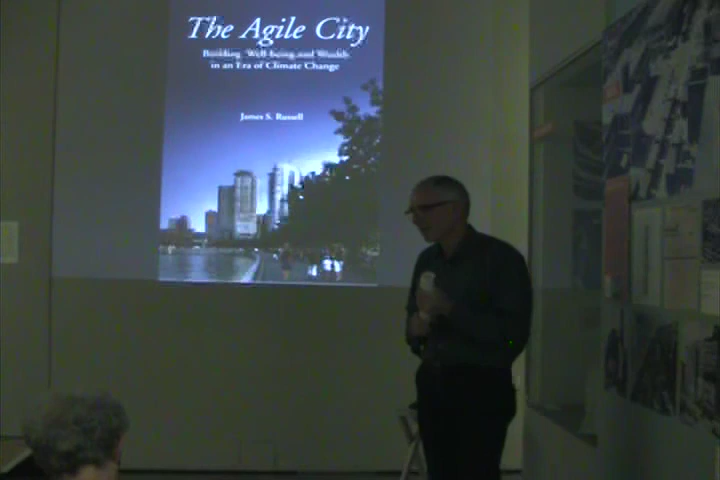 The Agile City
Building Well-being and Wealth
in an Era of Climate Change
James S. Russell